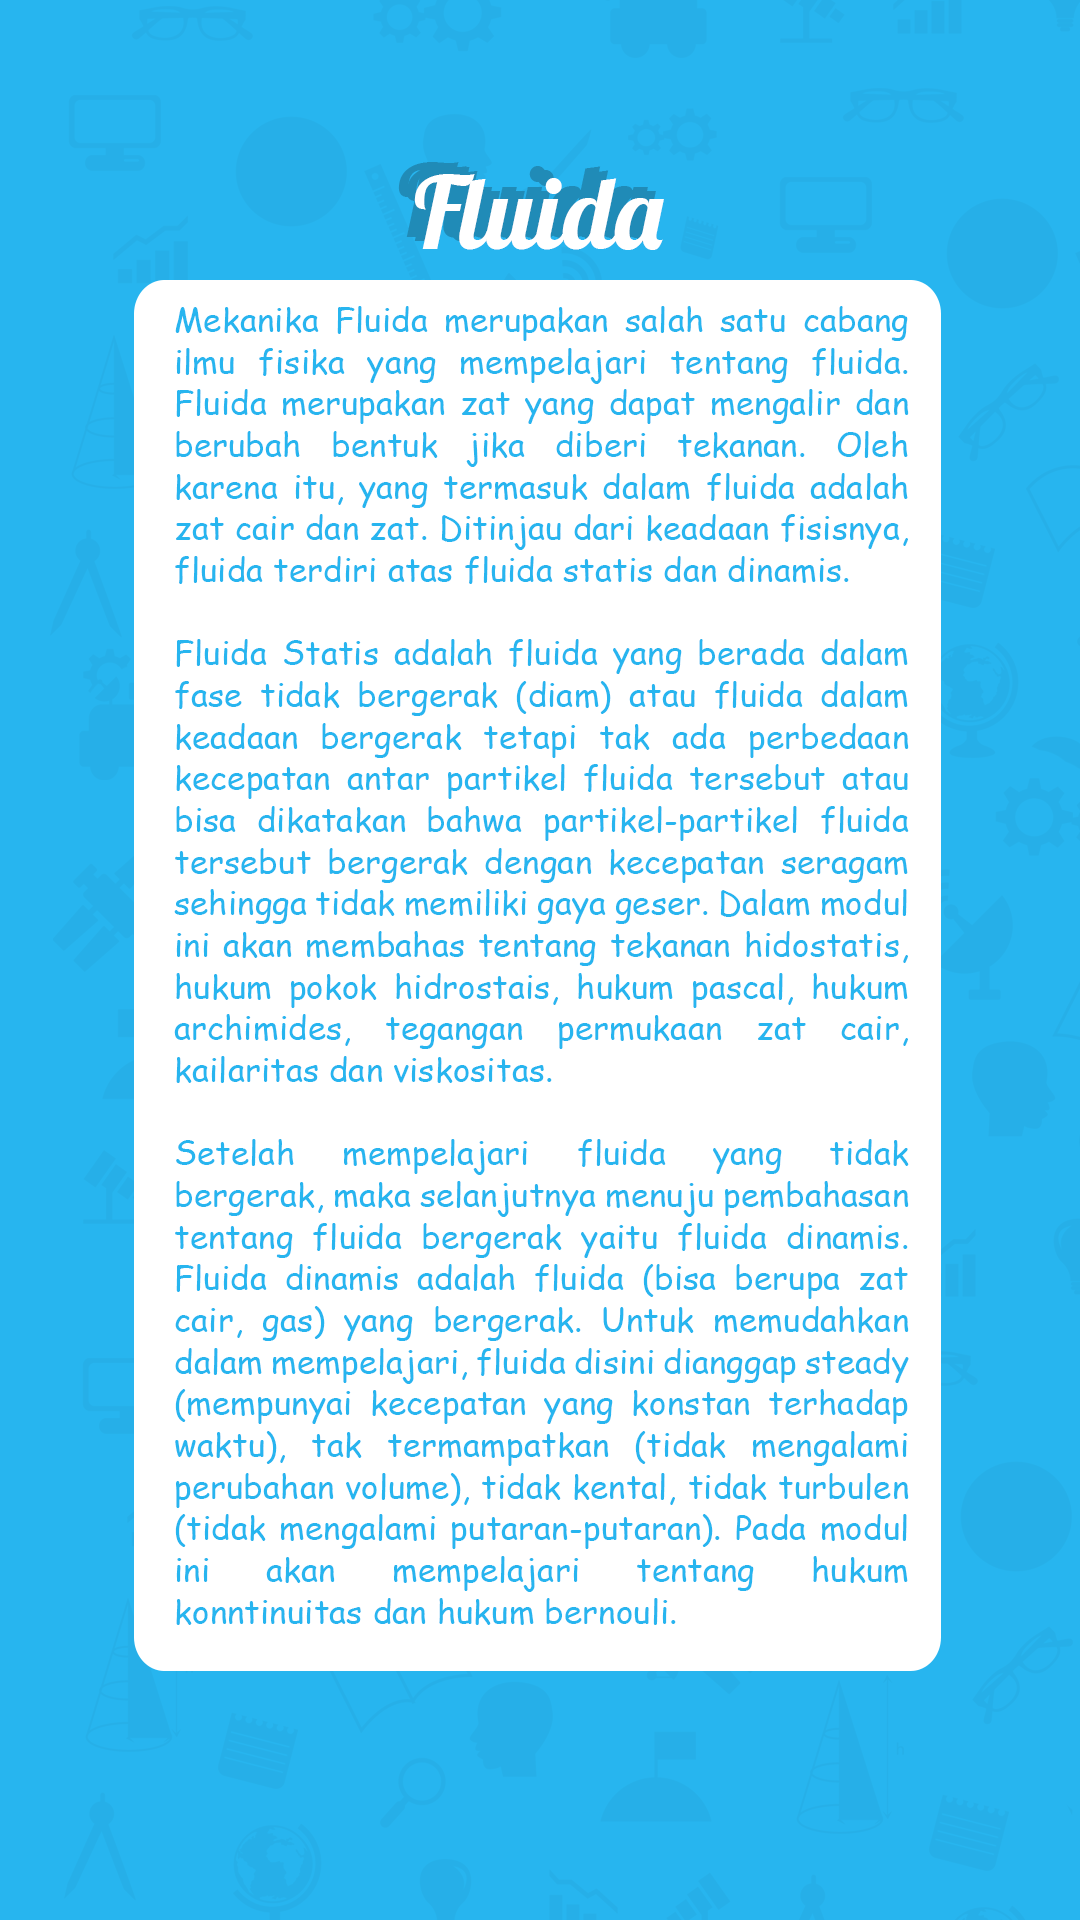 Fluida
Mekanika Fluida merupakan salah satu cabang
ilmu fisika yang mempelajari tentang fluida.
Fluida merupakan zat yang dapat mengalir dan
berubah bentuk jika diberi tekanan. Oleh
karena itu, yang termasuk dalam fluida adalah
zat cair dan zat. Ditinjau dari keadaan fisisnya,
fluida terdiri atas fluida statis dan dinamis.
Fluida Statis adalah fluida yang berada dalam
fase tidak bergerak (diam) atau fluida dalam
keadaan bergerak tetapi tak ada perbedaan
kecepatan antar partikel fluida tersebut atau
bisa dikatakan bahwa partikel-partikel fluida
tersebut bergerak dengan kecepatan seragam
sehingga tidak memiliki gaya geser. Dalam modul
ini akan membahas tentang tekanan hidostatis,
hukum pokok hidrostais, hukum pascal, hukum
archimides, tegangan permukaan zat cair,
kailaritas dan viskositas.
Setelah mempelajari fluida yang tidak
bergerak, maka selanjutnya menuju pembahasan
tentang fluida bergerak yaitu fluida dinamis.
Fluida dinamis adalah fluida (bisa berupa zat
cair, gas) yang bergerak. Untuk memudahkan
dalam mempelajari, fluida disini dianggap steady
(mempunyai kecepatan yang konstan terhadap
waktu), tak termampatkan (tidak mengalami
perubahan volume), tidak kental, tidak turbulen
(tidak mengalami putaran-putaran). Pada modul
ini akan mempelajari tentang hukum
konntinuitas dan hukum bernouli.